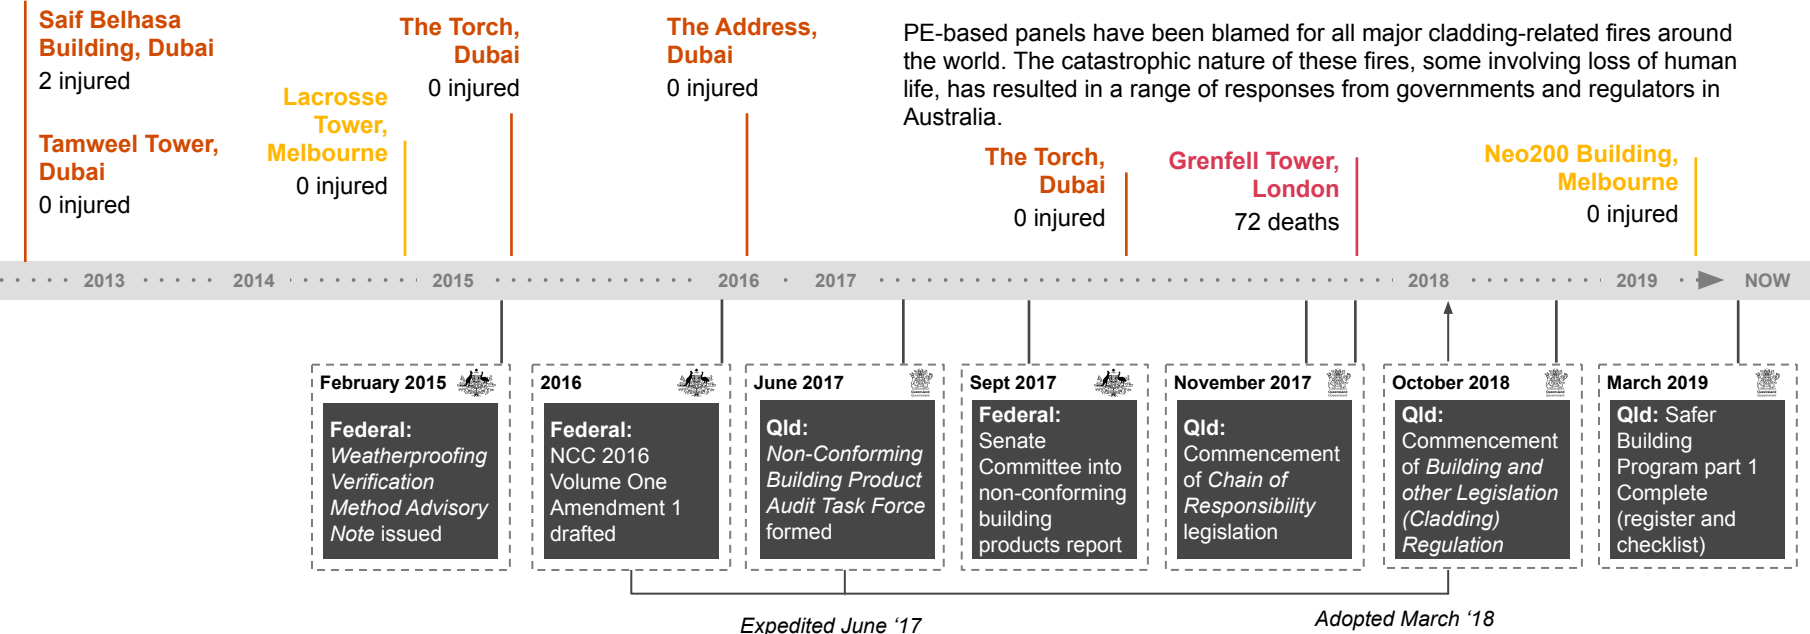 Saif Belhasa
Building, Dubai
2 injured
Tamweel Tower,
Dubai
0 injured
Lacrosse
Tower,
Melbourne
0 injured
The Torch,
Dubai
0 injured
The Address,
Dubai
0 injured
PE-based panels have been blamed for all major cladding-related fires around
the world. The catastrophic nature of these fires, some involving loss of human
life, has resulted in a range of responses from governments and regulators in
Australia.
The Torch,
Dubai
0 injured
Grenfell Tower,
London
72 deaths
Neo200 Building,
Melbourne
0 injured
2013 2014 2015 2016 2017 2018 2019 NOW
February 2015
Federal:
Weatherproofing
Verification
Method Advisory
Note issued
2016
Federal:
NCC 2016
Volume One
Amendment 1
drafted
June 2017
Qld:
Non-Conforming
Building Product
Audit Task Force
formed
Sept 2017
Federal:
Senate
Committee into
non-conforming
building
products report
November 2017
Qld:
Commencement
of Chain of
Responsibility
legislation
October 2018
Qld:
Commencement
of Building and
other Legislation
(Cladding)
Regulation
March 2019
Qld: Safer
Building
Program part 1
Complete
(register and
checklist)
Expedited June ‘17
Adopted March ‘18